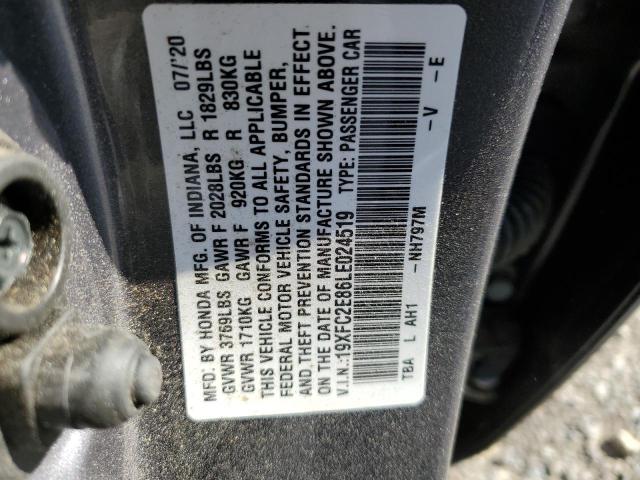 MFD. BY HONDA MFG. OF INDIANA, LLC 07/'20
GVWR 3769LBS GAWR F 2028LBS R 1829LBS
GVWR 1710KG GAWR F 920KG R 830KG
THIS VEHICLE CONFORMS TO ALL APPLICABLE
FEDERAL MOTOR VEHICLE SAFETY, BUMPER,
AND, THEFT PREVENTION STANDARDS IN EFFECT
ON THE DATE OF MANUFACTURE SHOWN ABOVE.
V.I.N.:19XFC2E86LE024519 TYPE: PASSENGER CAR
TBA L AH1 -NH797M -V -E